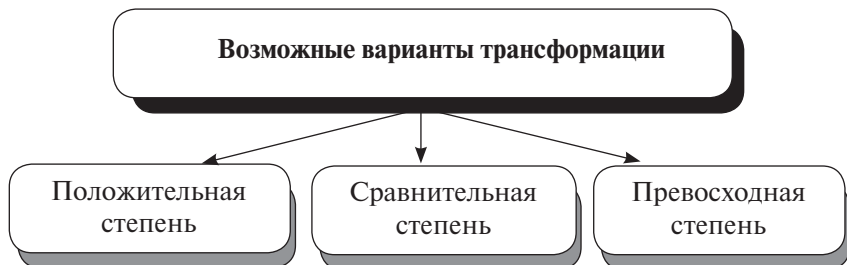 Возможные варианты трансформации
Положительная
степень
Сравнительная
степень
Превосходная
степень